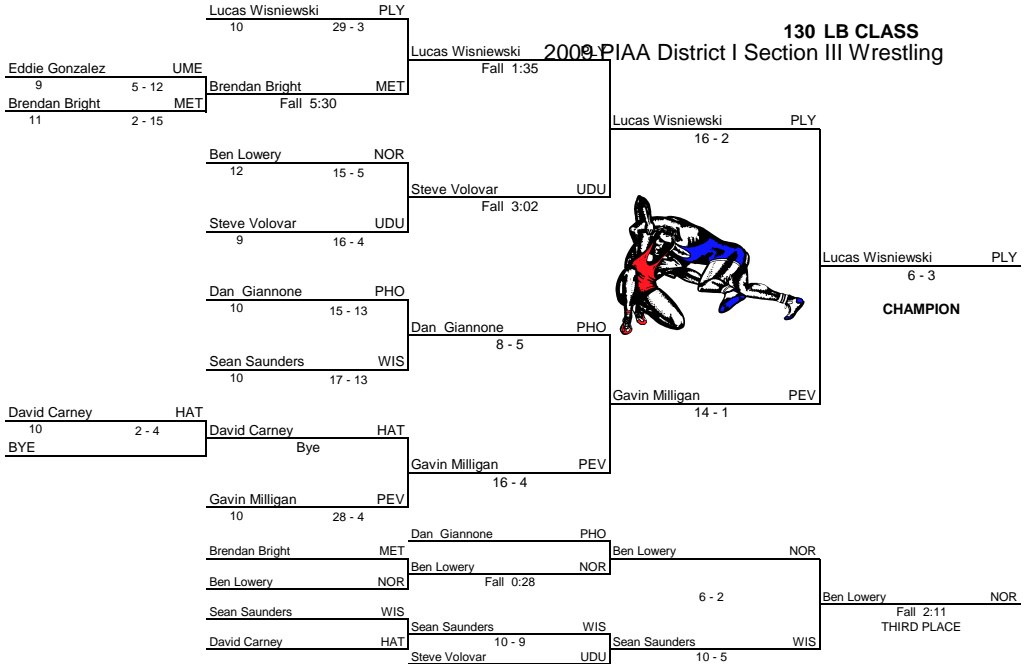 130 LB CLASS
2009 PIAA District I Section III Wrestling
Lucas Wisniewski PLY
10 29 - 3
Eddie Gonzalez UME
9 5 - 12
Brendan Bright MET
11 2 - 15
Brendan Bright MET
Fall 5:30
Lucas Wisniewski PLY
Fall 1:35
Ben Lowery NOR
12 15 - 5
Steve Volovar UDU
9 16 - 4
Steve Volovar UDU
Fall 3:02
Lucas Wisniewski PLY
16 - 2
Dan Giannone PHO
10 15 - 13
Sean Saunders WIS
10 17 - 13
Dan Giannone PHO
8 - 5
David Carney HAT
10 2 - 4
BYE
David Carney HAT
Bye
Gavin Milligan PEV
10 28 - 4
Gavin Milligan PEV
16 - 4
Gavin Milligan PEV
14 - 1
Lucas Wisniewski PLY
6 - 3
CHAMPION
Dan Giannone PHO
Brendan Bright MET
Ben Lowery NOR
Ben Lowery NOR
Fall 0:28
Ben Lowery NOR
6 - 2
Sean Saunders WIS
David Carney HAT
Sean Saunders WIS
10 - 9
Steve Volovar UDU
Sean Saunders WIS
10 - 5
Ben Lowery NOR
Fall 2:11
THIRD PLACE